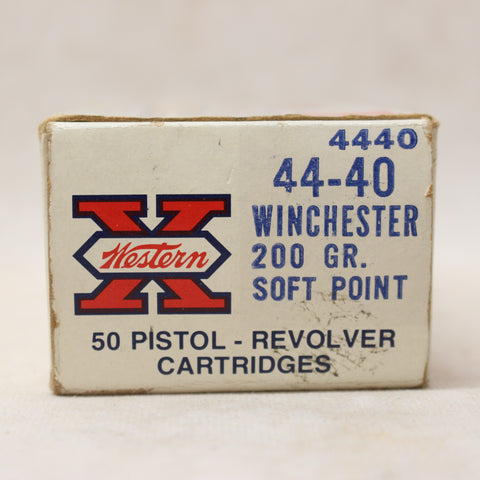 4440
44-40
WINCHESTER
200 GR.
SOFT POINT
X
Western
50 PISTOL - REVOLVER
CARTRIDGES